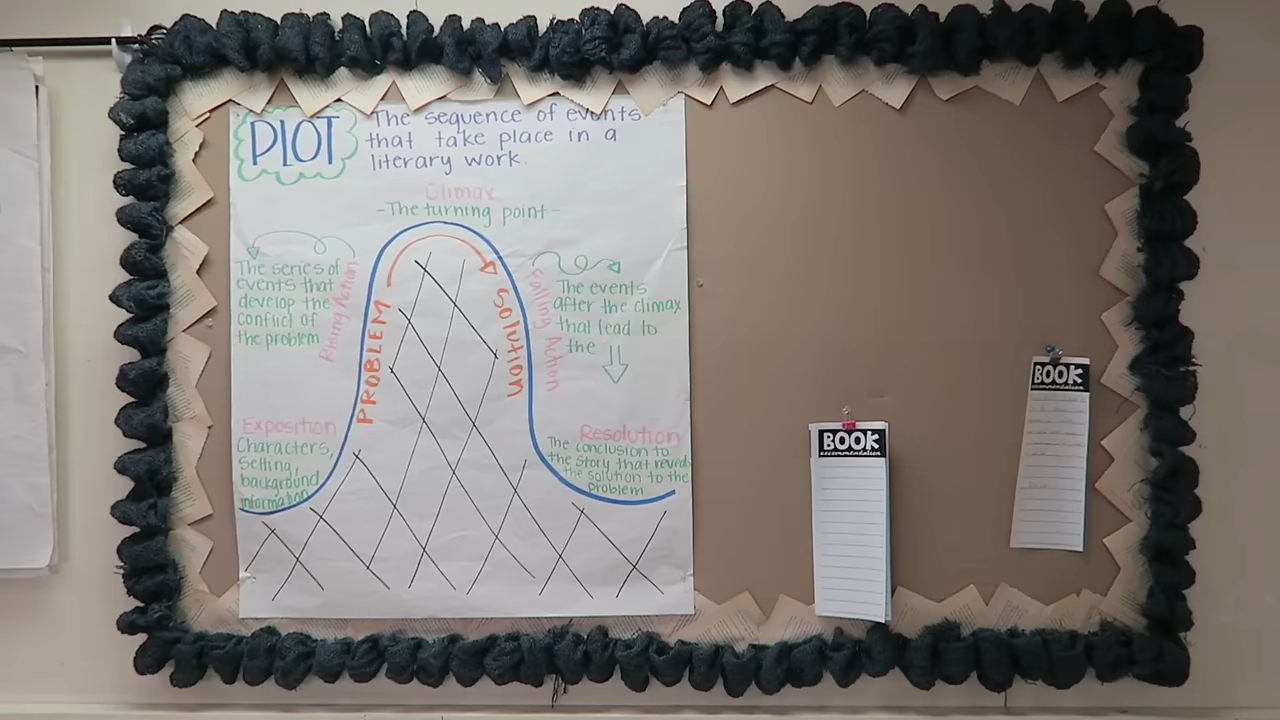 PLOT
The sequence of events
that take place in a
literary work.
Climax
-The turning point-
The series of
events that
develop the
conflict of
the problem
Rising Action
PROBLEM
Solution
Falling Action
The events
after the climax
that lead to
the
Exposition
Characters,
Setting,
background
information
Resolution
The conclusion to
the story that reveals
the solution to the
problem
BOOK
recommendation
BOOK
recommendation